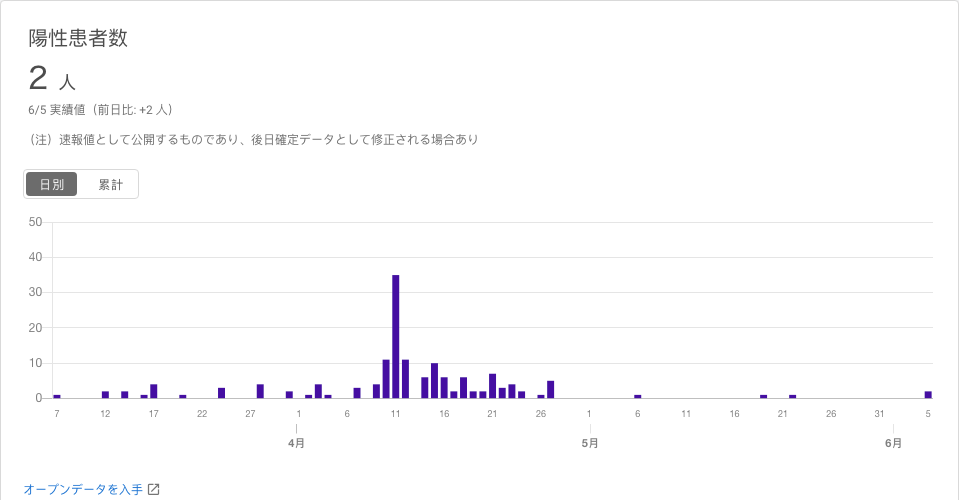 陽性患者数
2 人
6/5 実績値（前日比: +2 人）
（注）速報値として公開するものであり、後日確定データとして修正される場合あり
日別 累計
50
40
30
20
10
0
7 12 17 22 27 1 6 11 16 21 26 1 6 11 16 21 26 31 5
4月 5月 6月
オープンデータを入手